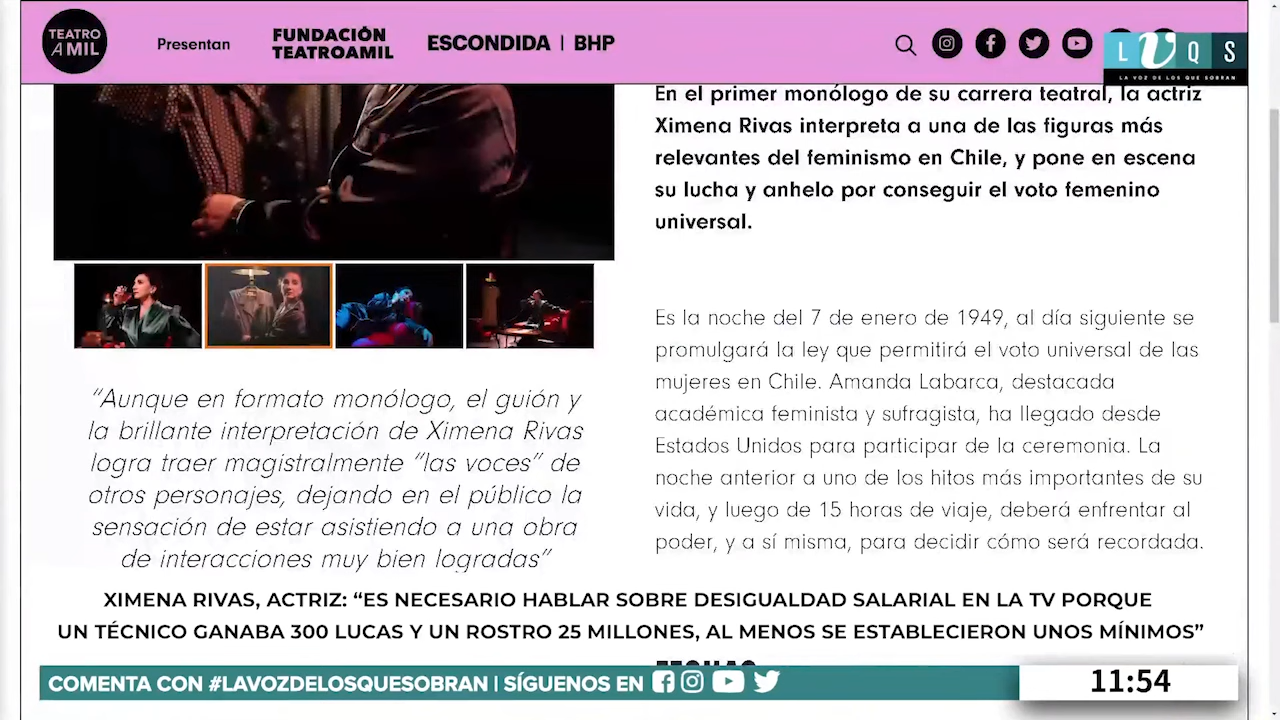 TEATRO
A MIL
Presentan
FUNDACIÓN
TEATROAMIL
ESCONDIDA | BHP
L V Q S
LA VOZ DE LOS QUE SOBRAN
En el primer monólogo de su carrera teatral, la actriz
Ximena Rivas interpreta a una de las figuras más
relevantes del feminismo en Chile, y pone en escena
su lucha y anhelo por conseguir el voto femenino
universal.
Es la noche del 7 de enero de 1949, al día siguiente se
promulgará la ley que permitirá el voto universal de las
mujeres en Chile. Amanda Labarca, destacada
académica feminista y sufragista, ha llegado desde
Estados Unidos para participar de la ceremonia. La
noche anterior a uno de los hitos más importantes de su
vida, y luego de 15 horas de viaje, deberá enfrentar al
poder, y a sí misma, para decidir cómo será recordada.
“Aunque en formato monólogo, el guión y
la brillante interpretación de Ximena Rivas
logra traer magistralmente “las voces” de
otros personajes, dejando en el público la
sensación de estar asistiendo a una obra
de interacciones muy bien logradas”
XIMENA RIVAS, ACTRIZ: “ES NECESARIO HABLAR SOBRE DESIGUALDAD SALARIAL EN LA TV PORQUE
UN TÉCNICO GANABA 300 LUCAS Y UN ROSTRO 25 MILLONES, AL MENOS SE ESTABLECIERON UNOS MÍNIMOS”
COMENTA CON #LAVOZDELOSQUESOBRAN | SÍGUENOS EN
11:54